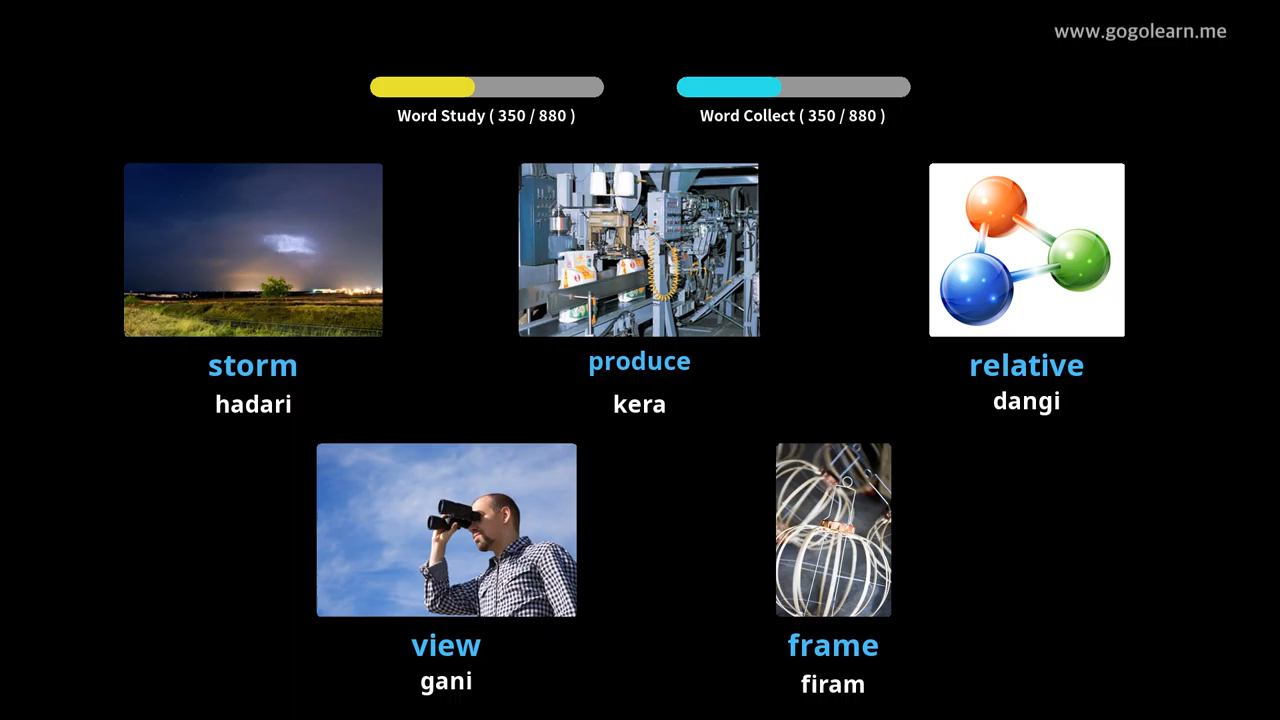 www.gogolearn.me
Word Study ( 350 / 880 )
Word Collect ( 350 / 880 )
storm
hadari
produce
kera
relative
dangi
view
gani
frame
firam